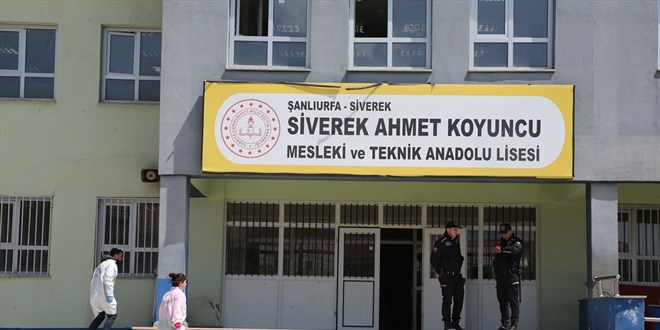 ŞANLIURFA - SİVEREK
SİVEREK AHMET KOYUNCU
MESLEKİ ve TEKNİK ANADOLU LİSESİ